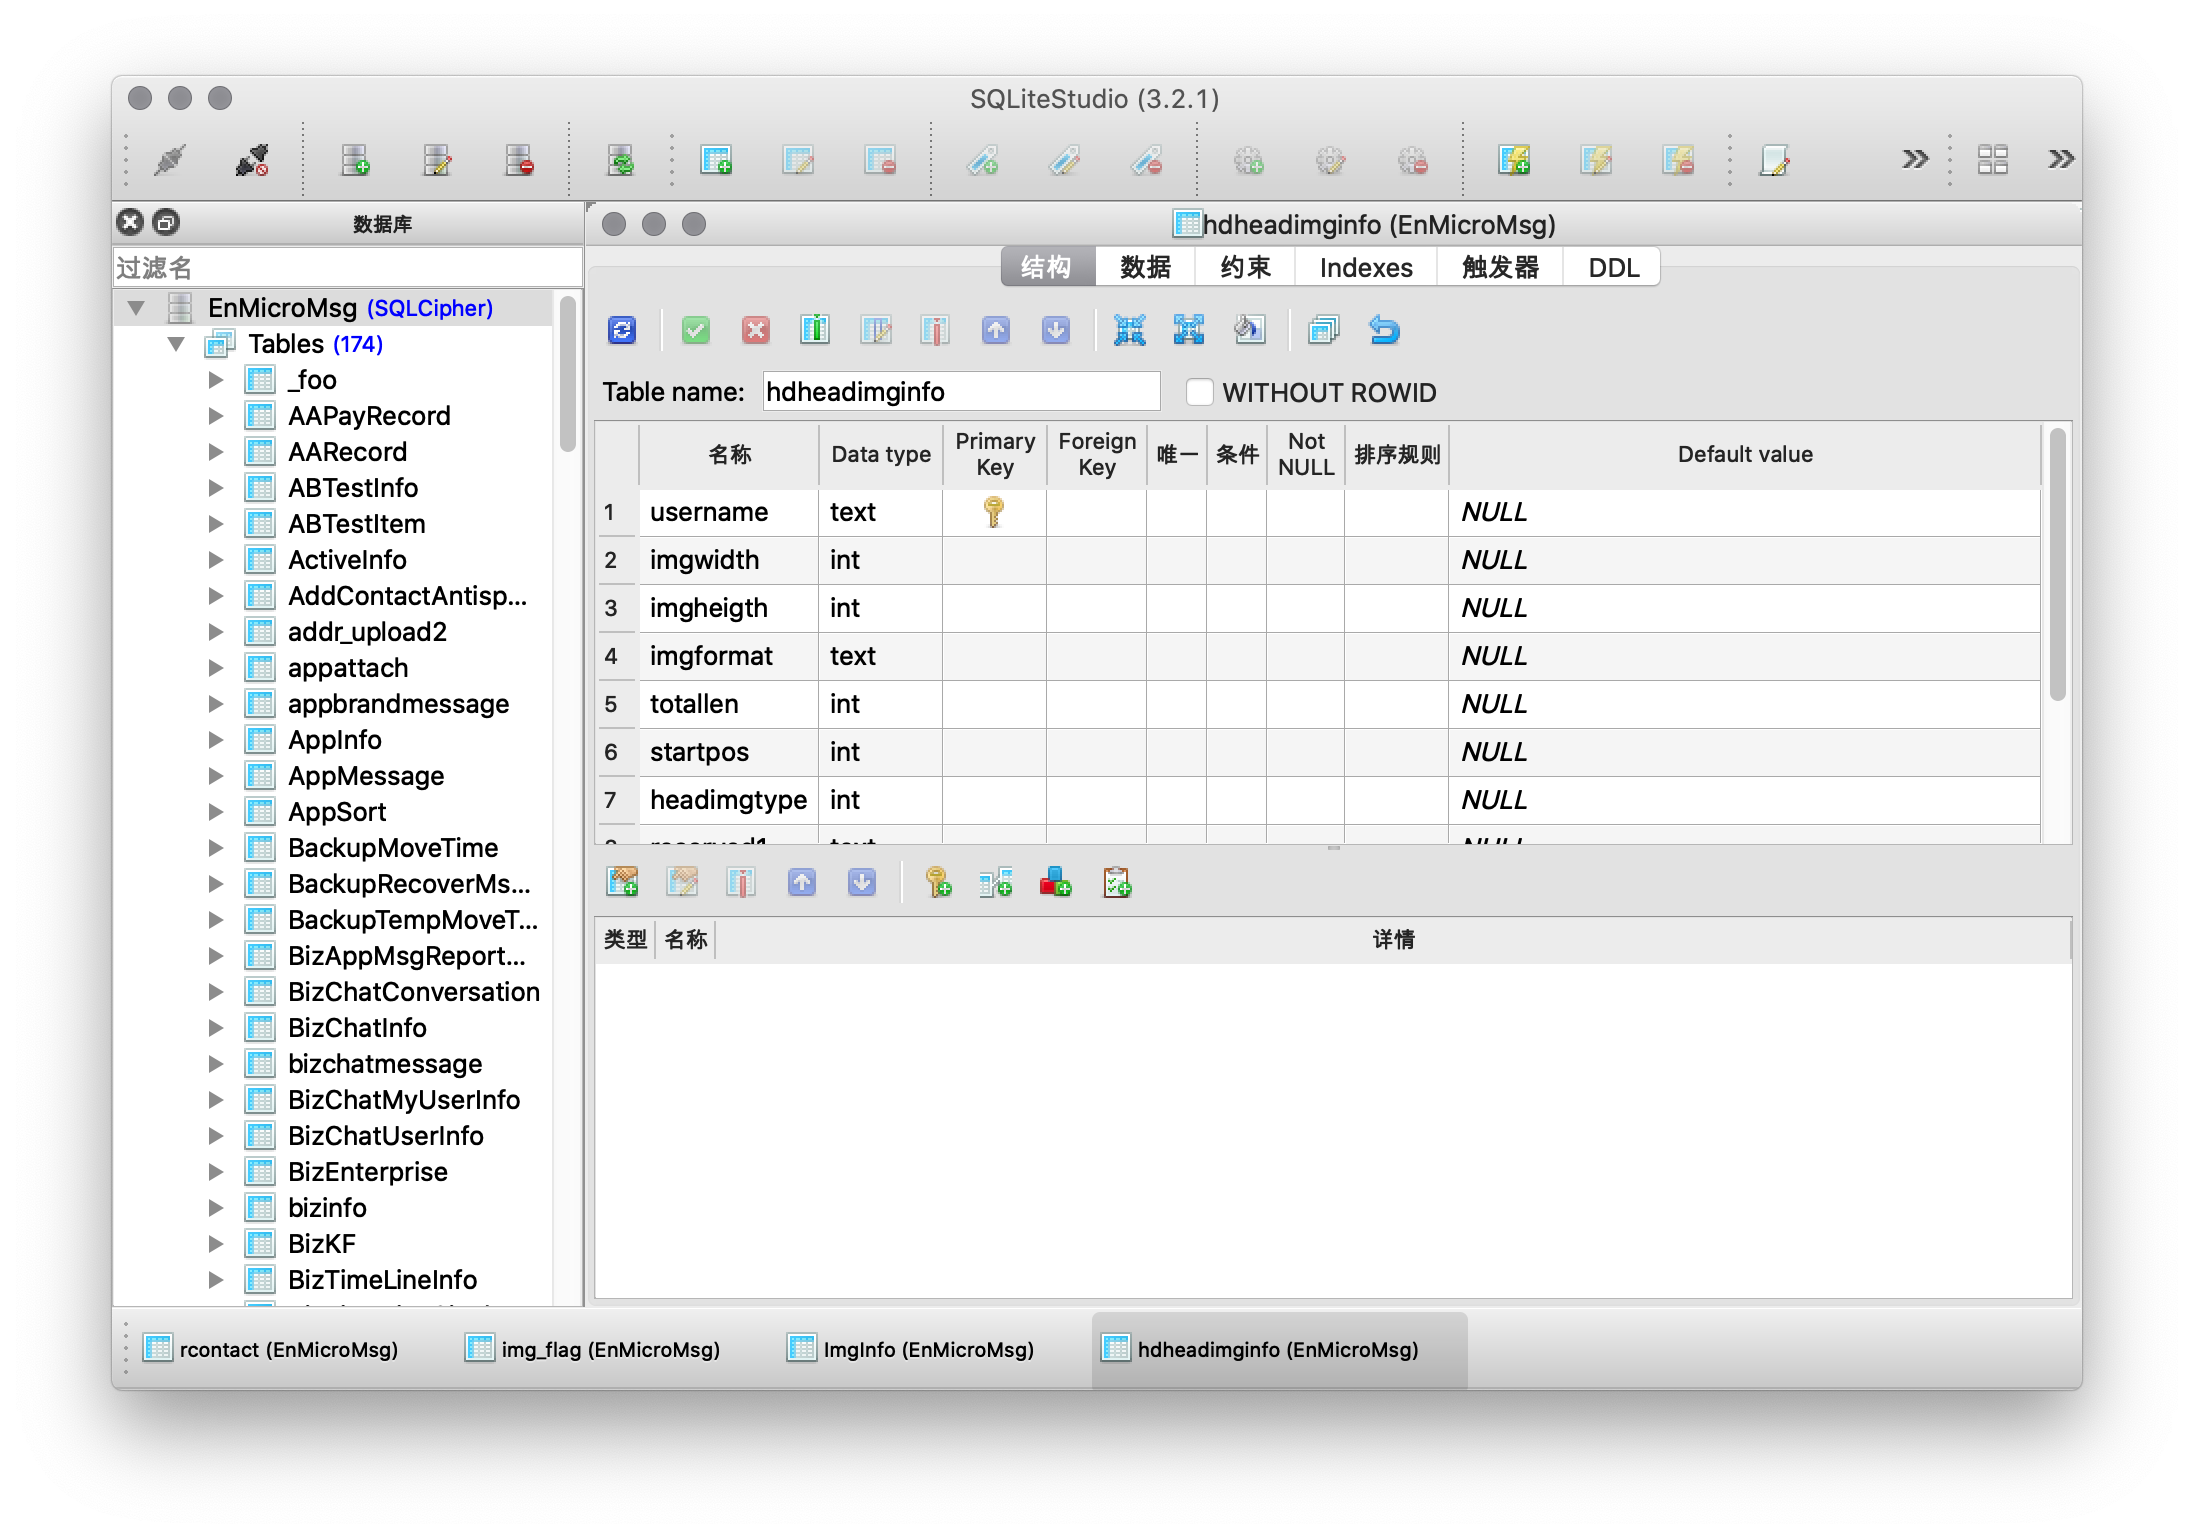 SQLiteStudio (3.2.1)
数据库
过滤名
EnMicroMsg (SQLCipher)
Tables (174)
_foo
AAPayRecord
AARecord
ABTestInfo
ABTestItem
ActiveInfo
AddContactAntisp...
addr_upload2
appattach
appbrandmessage
AppInfo
AppMessage
AppSort
BackupMoveTime
BackupRecoverMs...
BackupTempMoveT...
BizAppMsgReport...
BizChatConversation
BizChatInfo
bizchatmessage
BizChatMyUserInfo
BizChatUserInfo
BizEnterprise
bizinfo
BizKF
BizTimeLineInfo
hdheadimginfo (EnMicroMsg)
结构 数据 约束 Indexes 触发器 DDL
Table name: hdheadimginfo WITHOUT ROWID
名称 Data type Primary Key Foreign Key 唯一 条件 Not NULL 排序规则 Default value
1 username text NULL
2 imgwidth int NULL
3 imgheigth int NULL
4 imgformat text NULL
5 totallen int NULL
6 startpos int NULL
7 headimgtype int NULL
类型 名称 详情
rcontact (EnMicroMsg) img_flag (EnMicroMsg) ImgInfo (EnMicroMsg) hdheadimginfo (EnMicroMsg)